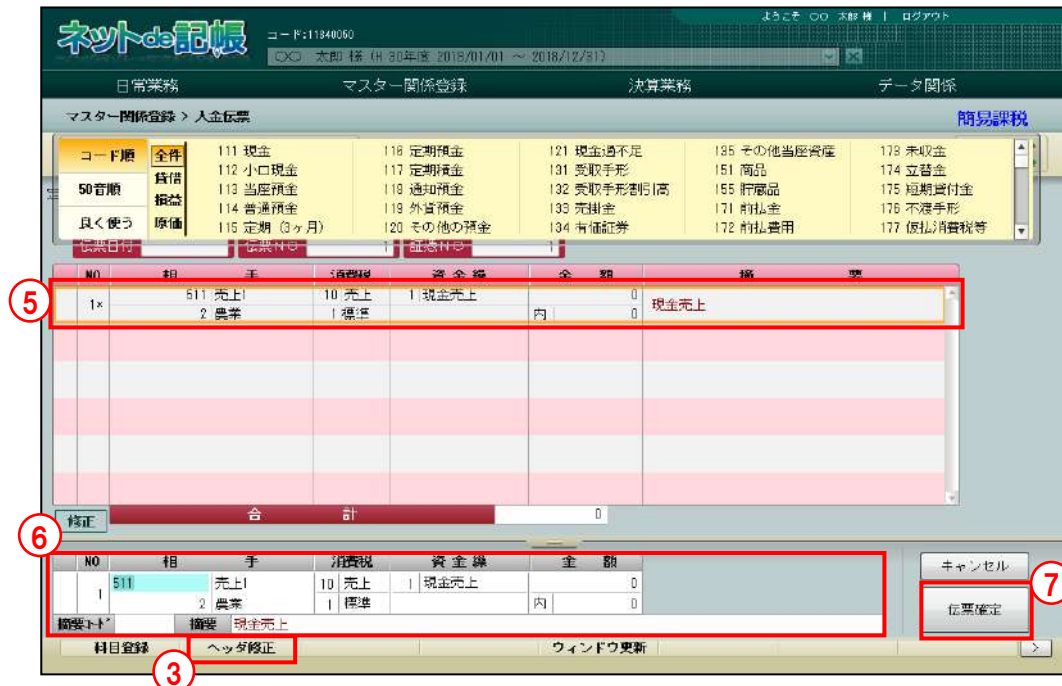 ようこそ 〇〇 太郎 様 | ログアウト
ネットde記帳
コード:11840060
〇〇 太郎 様 (H 30年度 2018/01/01 ～ 2018/12/31)
日常業務 マスター関係登録 決算業務 データ関係
マスター関係登録 > 入金伝票 簡易課税
コード順 全件 111 現金 116 定期預金 121 現金過不足 135 その他当座資産 173 未収金
貸借 112 小口現金 117 定期積金 131 受取手形 151 商品 174 立替金
50音順 113 当座預金 118 通知預金 132 受取手形割引高 155 貯蔵品 175 短期貸付金
損益 114 普通預金 119 外貨預金 133 売掛金 171 前払金 176 不渡手形
良く使う 原価 115 定期 (3ヶ月) 120 その他の預金 134 有価証券 172 前払費用 177 仮払消費税等
伝票日付 伝票NO 1 証憑NO 1
NO 相 手 消費税 資金繰 金 額 摘 要
⑤
1× 511 売上1 10 売上 1 現金売上 0 現金売上
2 農業 1 標準 内 0
修正 合 計 0
⑥
NO 相 手 消費税 資金繰 金 額
キャンセル
1 511 売上1 10 売上 1 現金売上 0
⑦
2 農業 1 標準 内 0
伝票確定
摘要コード 摘要 現金売上
科目登録 ヘッダ修正 ウィンドウ更新 >
③